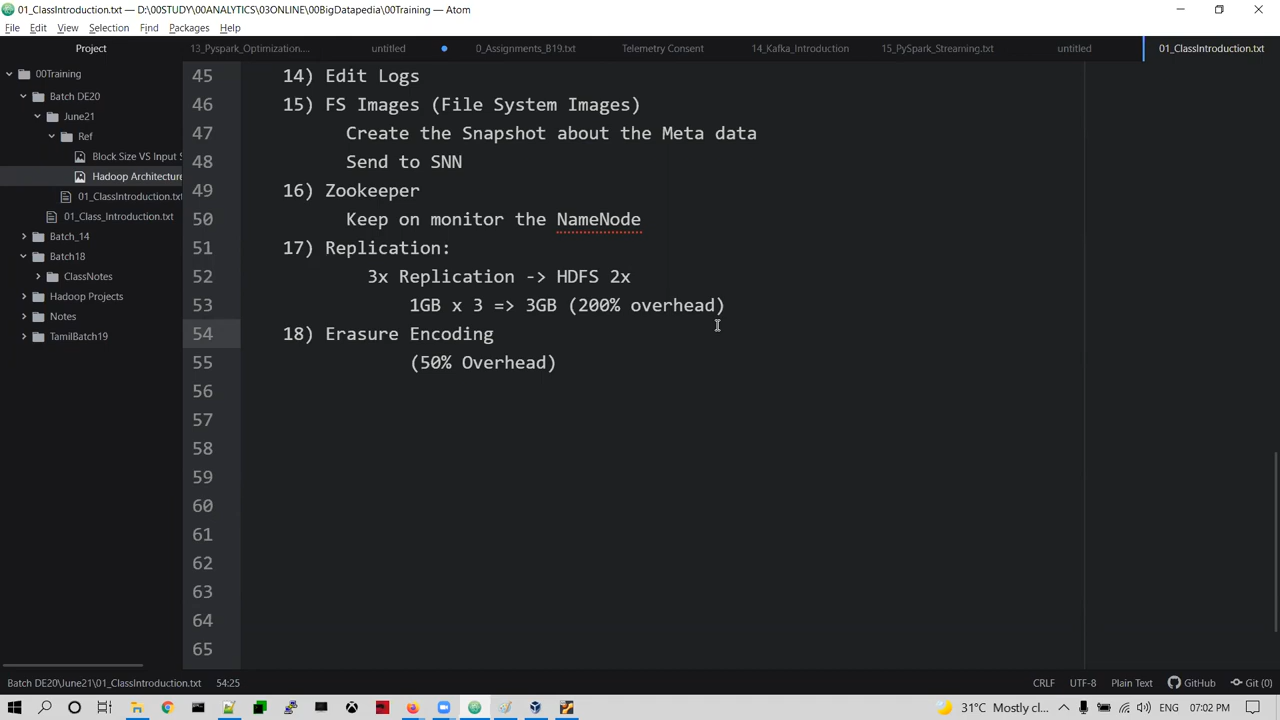 01_ClassIntroduction.txt — D:\00STUDY\00ANALYTICS\03ONLINE\00BigDatapedia\00Training — Atom
File Edit View Selection Find Packages Help
Project
13_Pyspark_Optimization.... untitled 0_Assignments_B19.txt Telemetry Consent 14_Kafka_Introduction 15_PySpark_Streaming.txt untitled 01_ClassIntroduction.txt
00Training
Batch DE20
June21
Ref
Block Size VS Input S
Hadoop Architecture
01_ClassIntroduction.txt
01_Class_Introduction.txt
Batch_14
Batch18
ClassNotes
Hadoop Projects
Notes
TamilBatch19
45 14) Edit Logs
46 15) FS Images (File System Images)
47 Create the Snapshot about the Meta data
48 Send to SNN
49 16) Zookeeper
50 Keep on monitor the NameNode
51 17) Replication:
52 3x Replication -> HDFS 2x
53 1GB x 3 => 3GB (200% overhead)
54 18) Erasure Encoding
55 (50% Overhead)
56
57
58
59
60
61
62
63
64
65
Batch DE20\June21\01_ClassIntroduction.txt 54:25 CRLF UTF-8 Plain Text GitHub Git (0)
31°C Mostly cl... ENG 07:02 PM